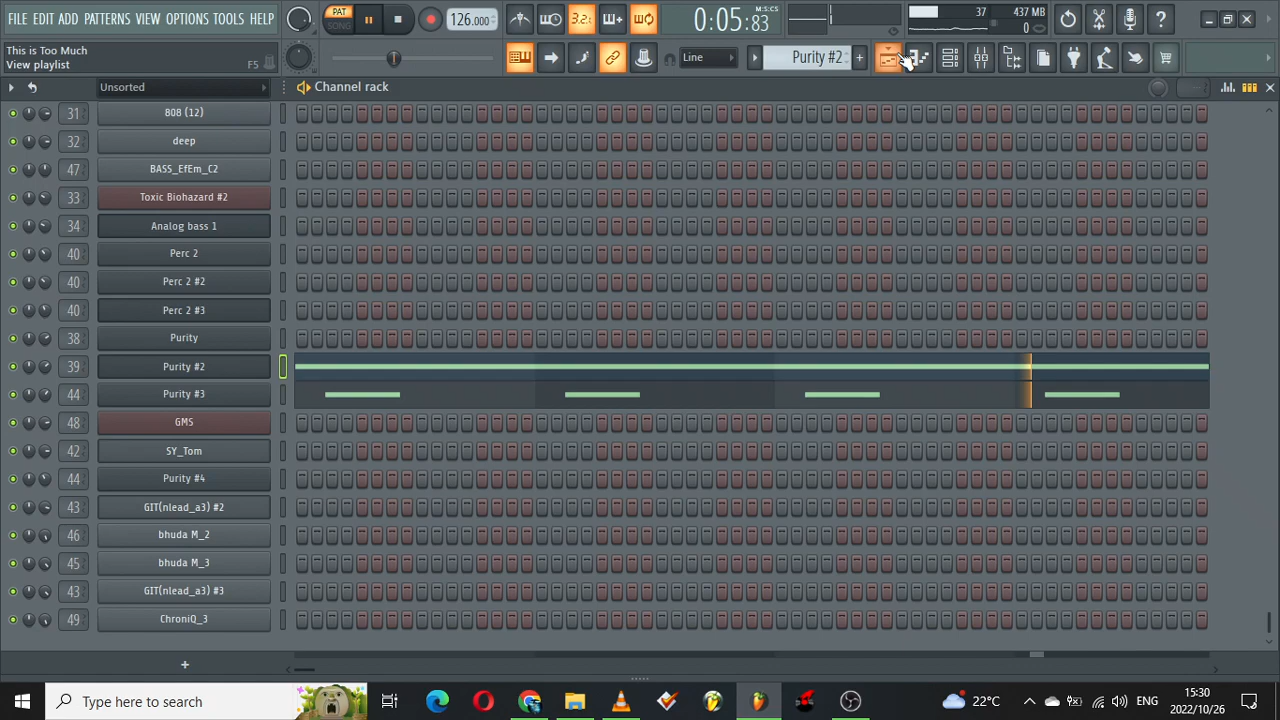 FILE EDIT ADD PATTERNS VIEW OPTIONS TOOLS HELP
PAT
SONG
126.000
3.2
0:05:83
M:S:CS
37
437 MB
0
This is Too Much
View playlist
F5
Line
Purity #2
+
Unsorted
Channel rack
31 808 (12)
32 deep
47 BASS_EfEm_C2
33 Toxic Biohazard #2
34 Analog bass 1
40 Perc 2
40 Perc 2 #2
40 Perc 2 #3
38 Purity
39 Purity #2
44 Purity #3
48 GMS
42 SY_Tom
44 Purity #4
43 GIT(nlead_a3) #2
46 bhuda M_2
45 bhuda M_3
43 GIT(nlead_a3) #3
49 ChroniQ_3
+
Type here to search
22°C
ENG
15:30
2022/10/26